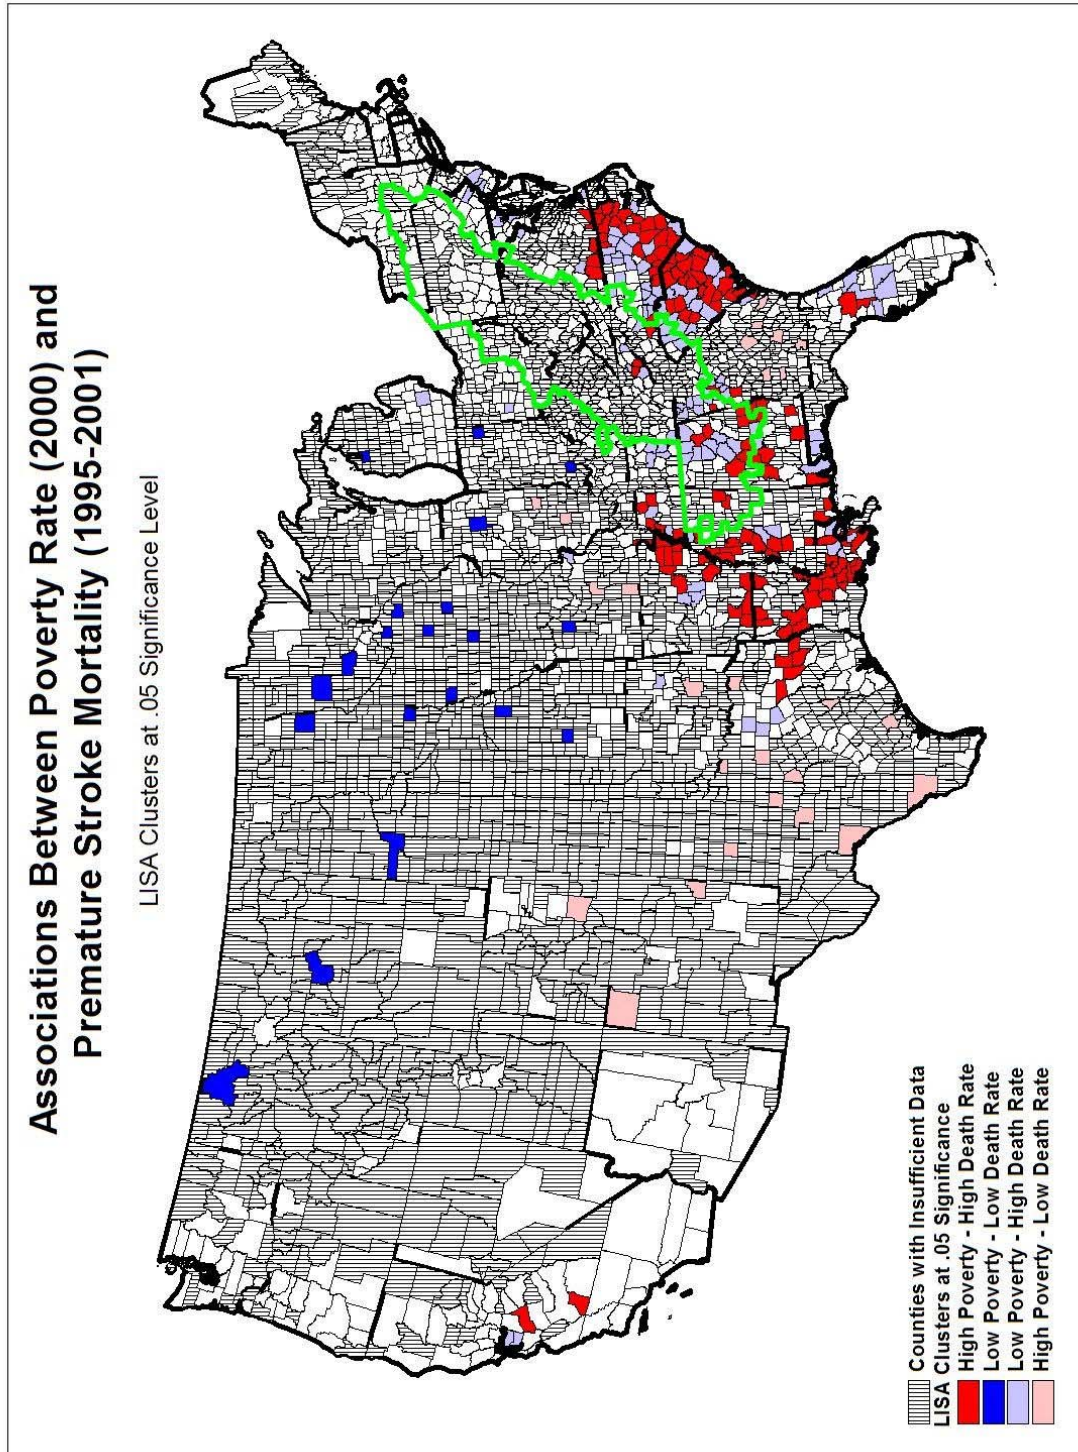 Associations Between Poverty Rate (2000) and
Premature Stroke Mortality (1995-2001)
LISA Clusters at .05 Significance Level
Counties with Insufficient Data
LISA Clusters at .05 Significance
High Poverty - High Death Rate
Low Poverty - Low Death Rate
Low Poverty - High Death Rate
High Poverty - Low Death Rate